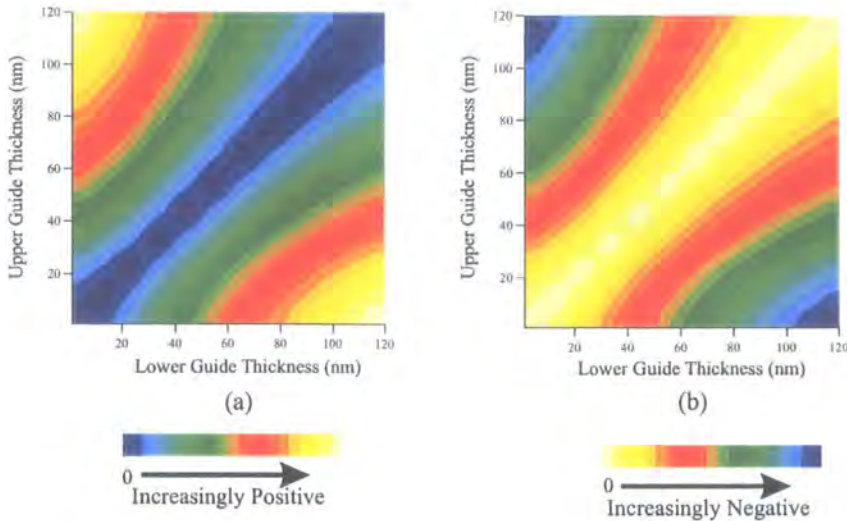 120
100
80
60
40
20
Upper Guide Thickness (nm)
20 40 60 80 100 120
Lower Guide Thickness (nm)
(a)
0
Increasingly Positive
120
100
80
60
40
20
Upper Guide Thickness (nm)
20 40 60 80 100 120
Lower Guide Thickness (nm)
(b)
0
Increasingly Negative